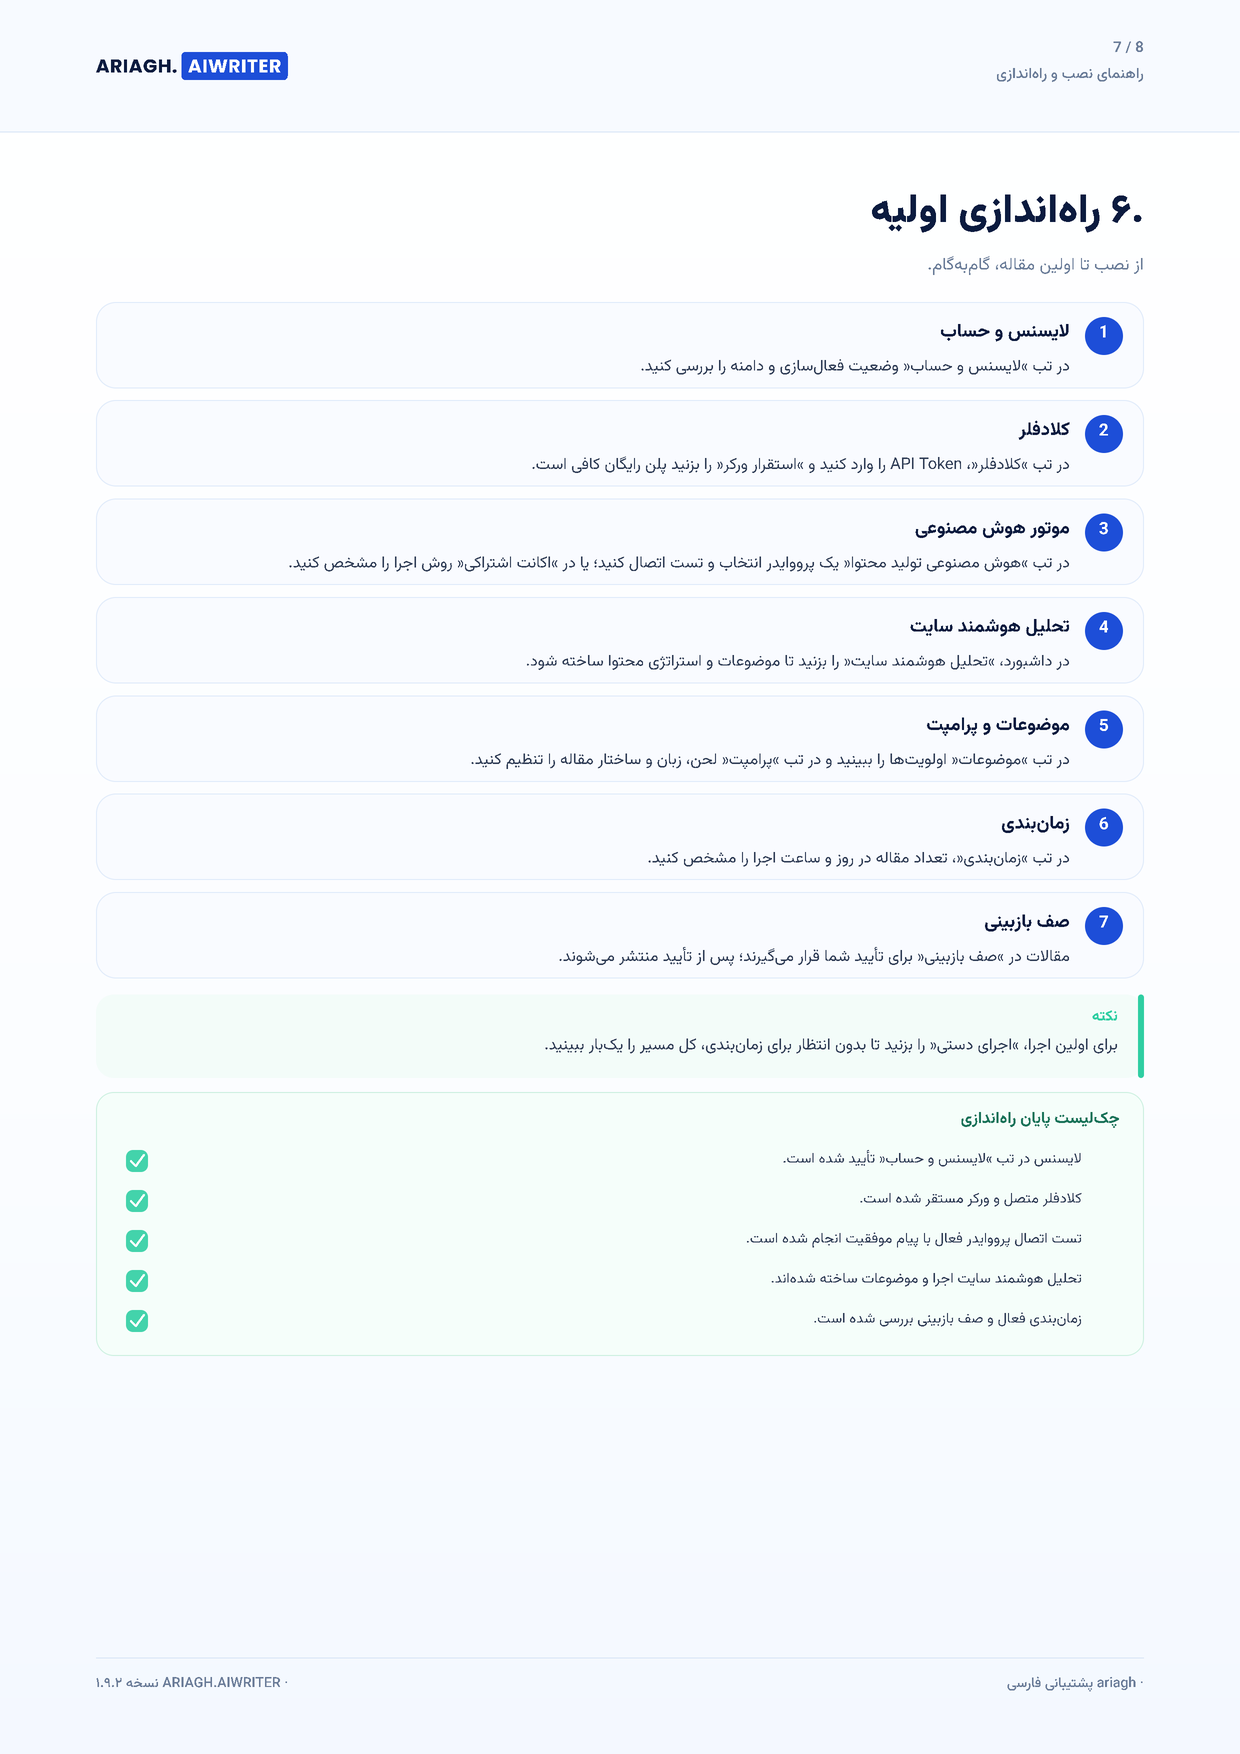 7 / 8
راهنمای نصب و راه‌اندازی
ARIAGH. AIWRITER
۶. راه‌اندازی اولیه
از نصب تا اولین مقاله، گام‌به‌گام.
1
لایسنس و حساب
در تب «لایسنس و حساب» وضعیت فعال‌سازی و دامنه را بررسی کنید.
2
کلادفلر
در تب «کلادفلر»، API Token را وارد کنید و «استقرار ورکر» را بزنید پلن رایگان کافی است.
3
موتور هوش مصنوعی
در تب «هوش مصنوعی تولید محتوا» یک پرووایدر انتخاب و تست اتصال کنید؛ یا در «اکانت اشتراکی» روش اجرا را مشخص کنید.
4
تحلیل هوشمند سایت
در داشبورد، «تحلیل هوشمند سایت» را بزنید تا موضوعات و استراتژی محتوا ساخته شود.
5
موضوعات و پرامپت
در تب «موضوعات» اولویت‌ها را ببینید و در تب «پرامپت» لحن، زبان و ساختار مقاله را تنظیم کنید.
6
زمان‌بندی
در تب «زمان‌بندی»، تعداد مقاله در روز و ساعت اجرا را مشخص کنید.
7
صف بازبینی
مقالات در «صف بازبینی» برای تأیید شما قرار می‌گیرند؛ پس از تأیید منتشر می‌شوند.
نکته
برای اولین اجرا، «اجرای دستی» را بزنید تا بدون انتظار برای زمان‌بندی، کل مسیر را یک‌بار ببینید.
چک‌لیست پایان راه‌اندازی
لایسنس در تب «لایسنس و حساب» تأیید شده است.
کلادفلر متصل و ورکر مستقر شده است.
تست اتصال پرووایدر فعال با پیام موفقیت انجام شده است.
تحلیل هوشمند سایت اجرا و موضوعات ساخته شده‌اند.
زمان‌بندی فعال و صف بازبینی بررسی شده است.
· ariagh پشتیبانی فارسی
· ARIAGH.AIWRITER نسخه ۱.۹.۲